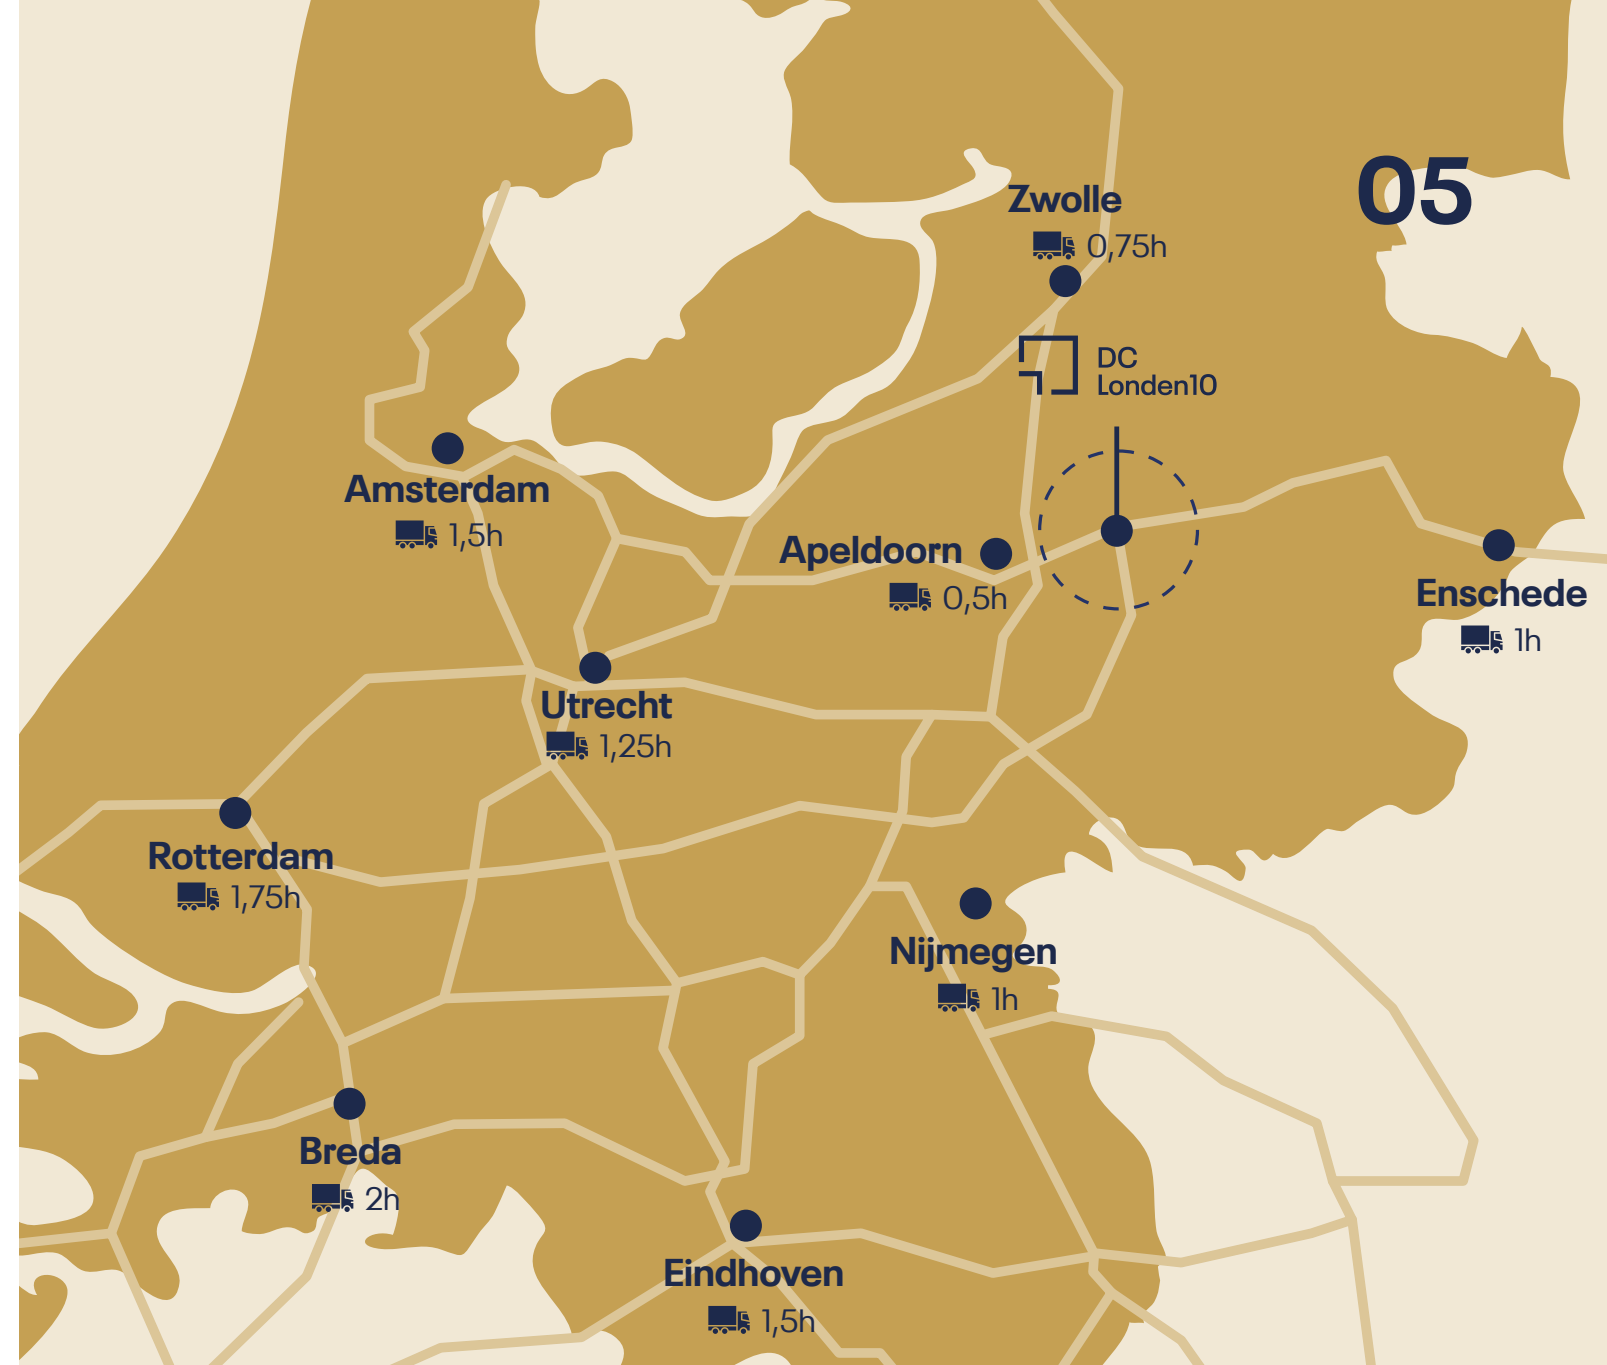 05
Zwolle
0,75h
DC
Londen10
Amsterdam
1,5h
Apeldoorn
0,5h
Enschede
1h
Utrecht
1,25h
Rotterdam
1,75h
Nijmegen
1h
Breda
2h
Eindhoven
1,5h